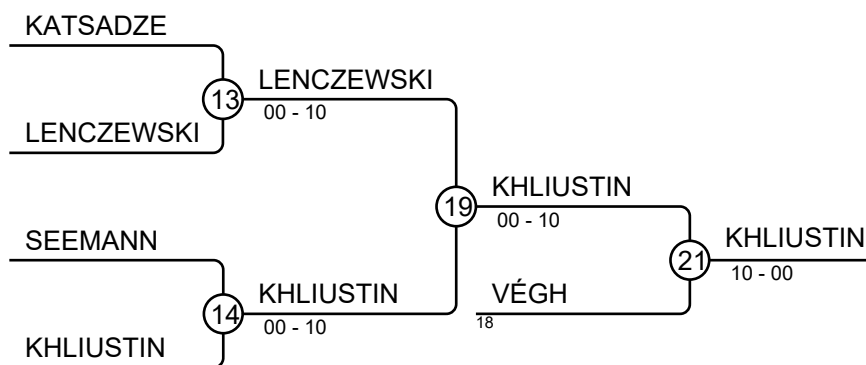 KATSADZE
13
LENCZEWSKI
00 - 10
LENCZEWSKI
19
KHLIUSTIN
00 - 10
SEEMANN
21
KHLIUSTIN
10 - 00
14
KHLIUSTIN
00 - 10
VÉGH
18
KHLIUSTIN